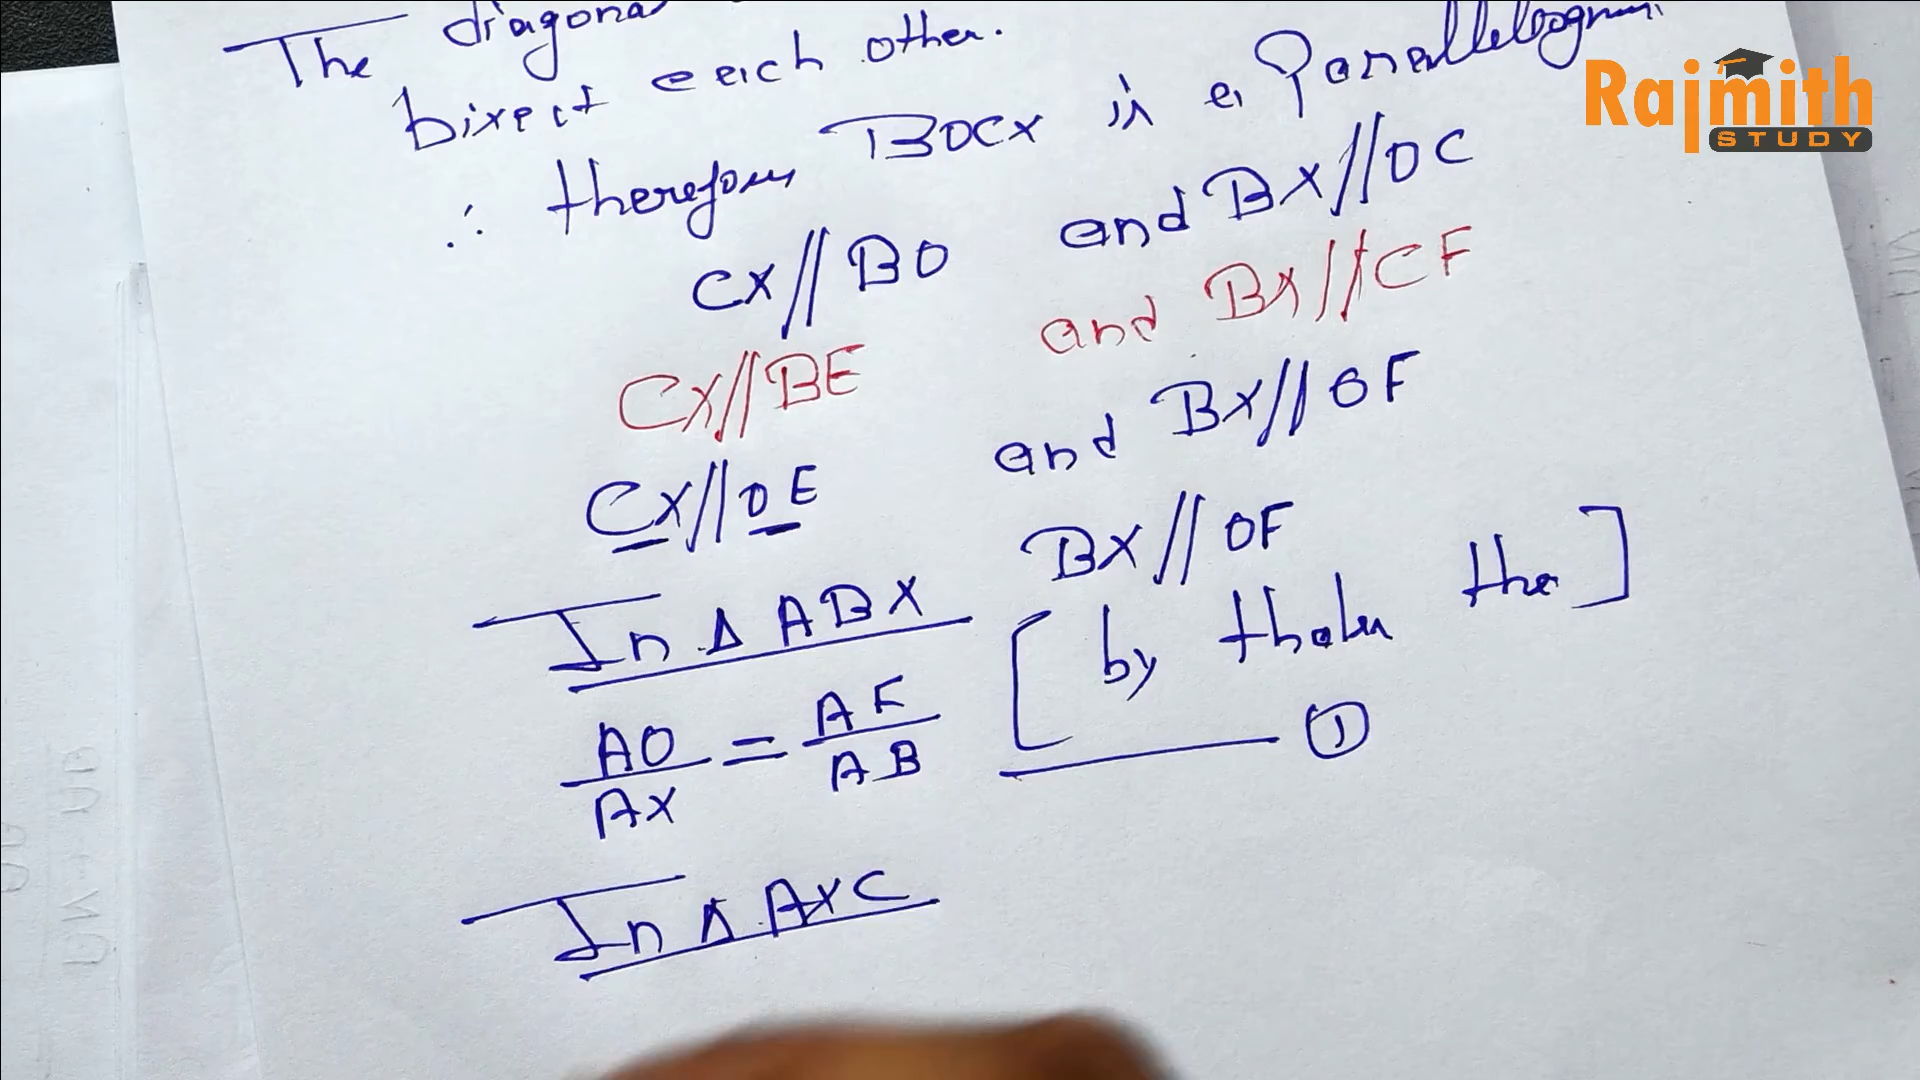 The diagonal
bisect each other.
∴ therefore BOCX is a parallelogram
CX//BO and BX//OC
CX//BE and BX//CF
CX//OE and BX//OF
BX//OF
In Δ ABX
[by thales the]
AO/AX = AF/AB ①
In Δ AXC
Rajmith
STUDY